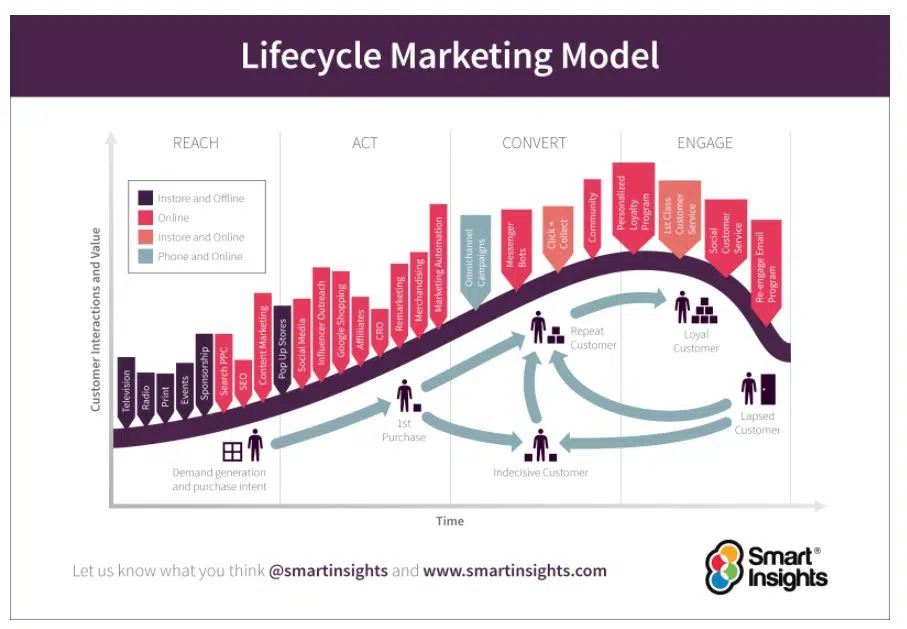 Lifecycle Marketing Model
REACH
ACT
CONVERT
ENGAGE
Instore and Offline
Online
Instore and Online
Phone and Online
Customer Interactions and Value
Television
Radio
Print
Events
Sponsorship
Search PPC
SEO
Content Marketing
Pop Up Stores
Social Media
Influencer Outreach
Google Shopping
Affiliates
CRO
Remarketing
Merchandising
Marketing Automation
Omnichannel
Campaigns
Messenger
Bots
Click +
Collect
Community
Personalized
Loyalty
Program
1st Class
Customer
Service
Social
Customer
Service
Re-engage Email
Program
Demand generation
and purchase intent
1st
Purchase
Indecisive Customer
Repeat
Customer
Loyal
Customer
Lapsed
Customer
Time
Let us know what you think @smartinsights and www.smartinsights.com
Smart®
Insights